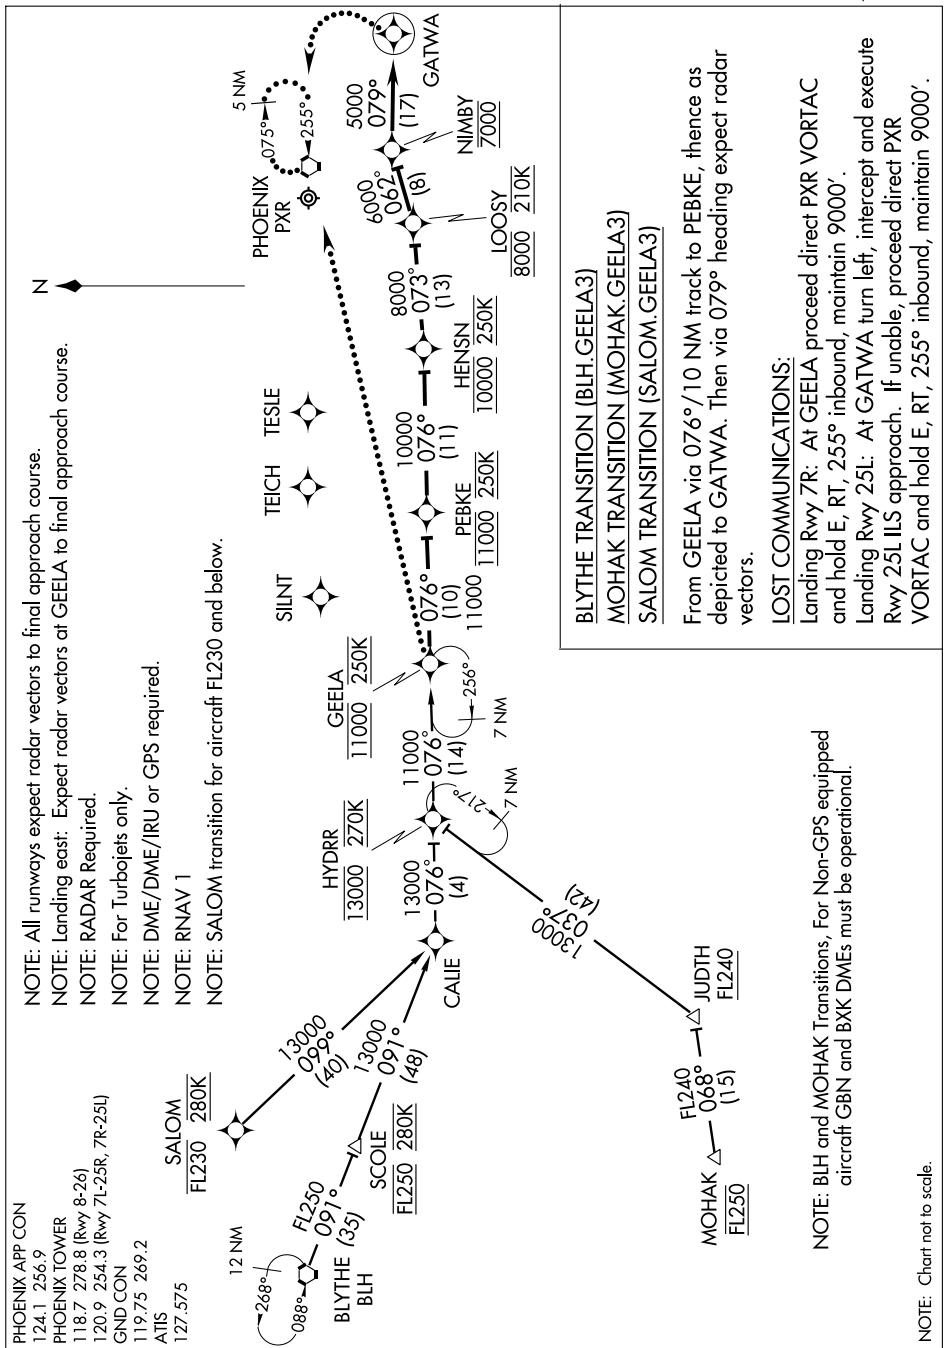 PHOENIX APP CON
124.1 256.9
PHOENIX TOWER
118.7 278.8 (Rwy 8-26)
120.9 254.3 (Rwy 7L-25R, 7R-25L)
GND CON
119.75 269.2
ATIS
127.575
NOTE: All runways expect radar vectors to final approach course.
NOTE: Landing east: Expect radar vectors at GEELA to final approach course.
NOTE: RADAR Required.
NOTE: For Turbojets only.
NOTE: DME/DME/IRU or GPS required.
NOTE: RNAV 1
NOTE: SALOM transition for aircraft FL230 and below.
N
PHOENIX
PXR
5 NM
075°
255°
SILNT
TEICH
TESLE
SALOM
FL230 280K
13000
099°
(40)
12 NM
268°
088°
BLYTHE
BLH
FL250
091°
(35)
SCOLE
FL250 280K
13000
091°
(48)
CALIE
13000
076°
(4)
HYDRR
13000 270K
217°
7 NM
11000
076°
(14)
GEELA
11000 250K
256°
7 NM
076°
(10)
11000
PEBKE
11000 250K
10000
076°
(11)
HENSN
10000 250K
8000
073°
(13)
LOOSY
8000 210K
6000
062°
(8)
NIMBY
7000
5000
079°
(17)
GATWA
MOHAK
FL250
FL240
068°
(15)
JUDTH
FL240
13000
037°
(42)
BLYTHE TRANSITION (BLH.GEELA3)
MOHAK TRANSITION (MOHAK.GEELA3)
SALOM TRANSITION (SALOM.GEELA3)
From GEELA via 076°/10 NM track to PEBKE, thence as
depicted to GATWA. Then via 079° heading expect radar
vectors.
LOST COMMUNICATIONS:
Landing Rwy 7R: At GEELA proceed direct PXR VORTAC
and hold E, RT, 255° inbound, maintain 9000'.
Landing Rwy 25L: At GATWA turn left, intercept and execute
Rwy 25L ILS approach. If unable, proceed direct PXR
VORTAC and hold E, RT, 255° inbound, maintain 9000'.
NOTE: BLH and MOHAK Transitions, For Non-GPS equipped
aircraft GBN and BXK DMEs must be operational.
NOTE: Chart not to scale.